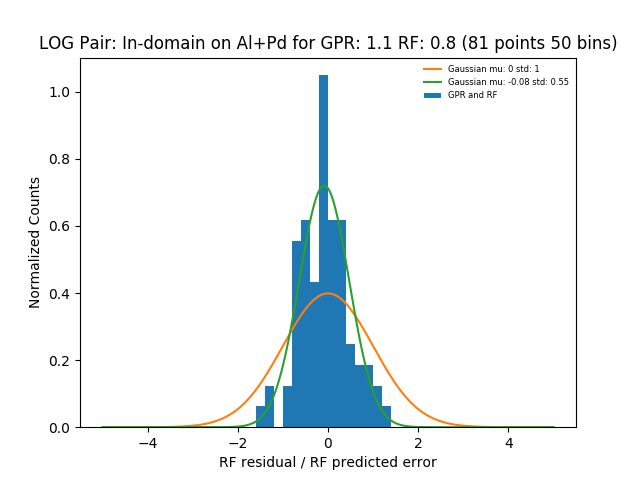 LOG Pair: In-domain on Al+Pd for GPR: 1.1 RF: 0.8 (81 points 50 bins)
Gaussian mu: 0 std: 1
Gaussian mu: -0.08 std: 0.55
GPR and RF
Normalized Counts
1.0
0.8
0.6
0.4
0.2
0.0
−4 −2 0 2 4
RF residual / RF predicted error